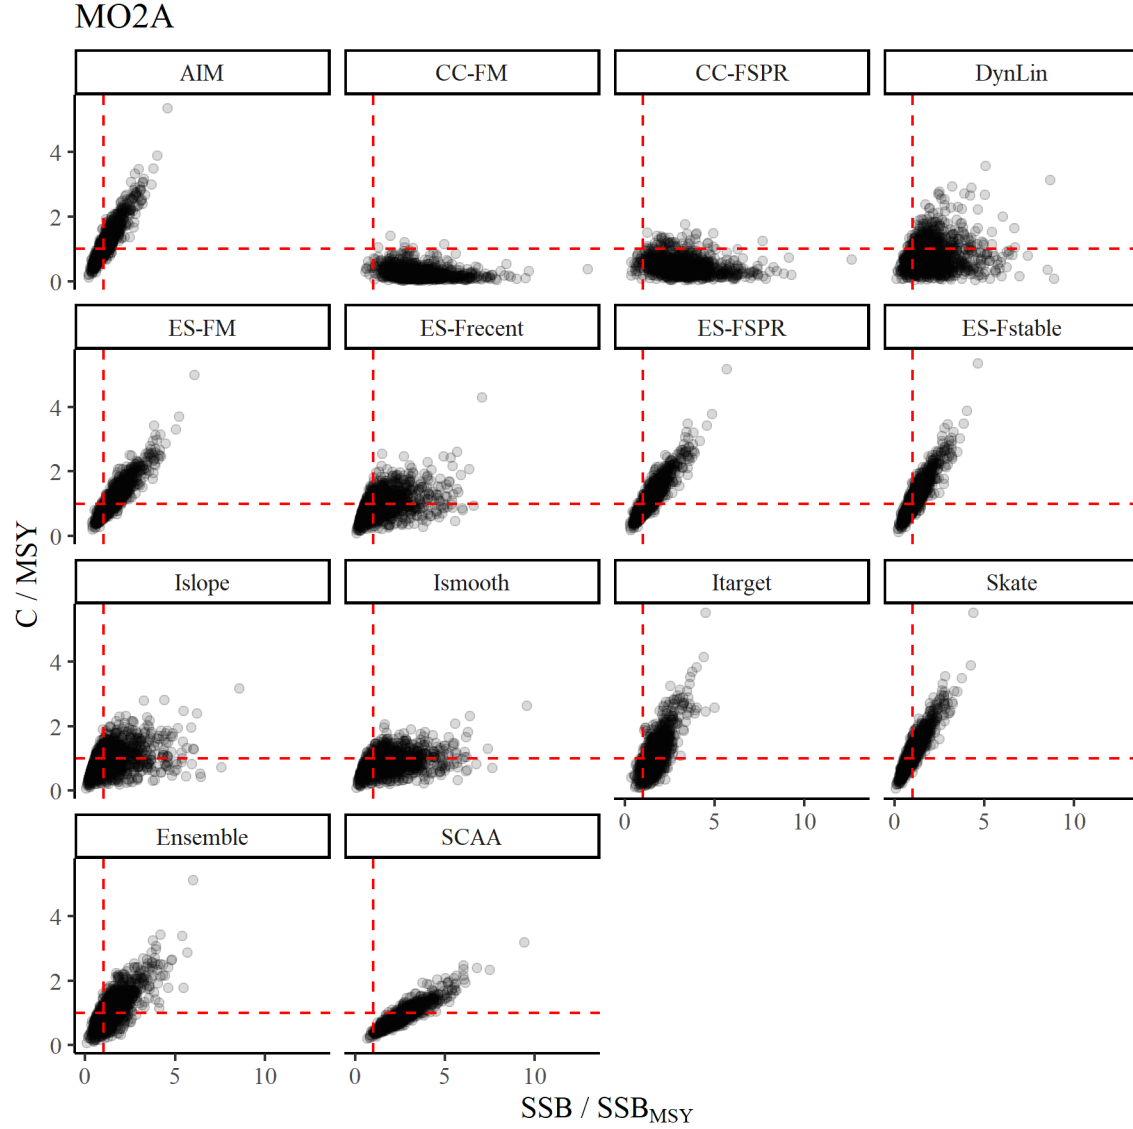 MO2A
AIM CC-FM CC-FSPR DynLin
4
2
0
ES-FM ES-Frecent ES-FSPR ES-Fstable
4
2
0
Islope Ismooth Itarget Skate
4
2
0
0 5 10 0 5 10
Ensemble SCAA
4
2
0
0 5 10 0 5 10
C / MSY
SSB / SSBMSY